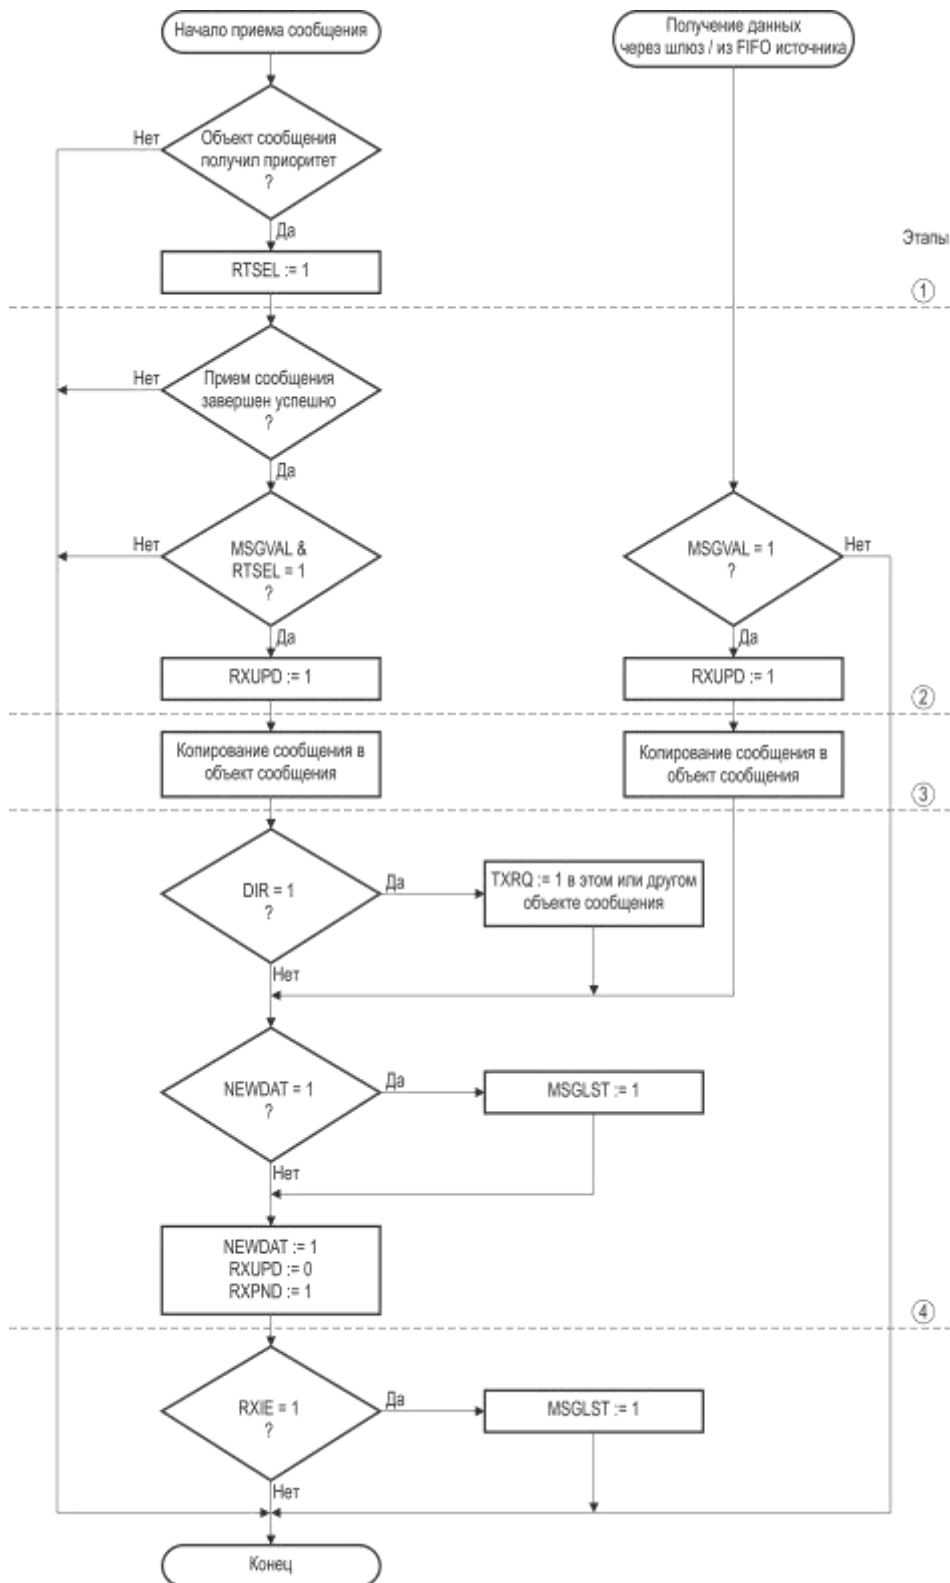 Начало приема сообщения
Получение данных
через шлюз / из FIFO источника
Нет
Объект сообщения
получил приоритет
?
Да
Этапы
RTSEL := 1
1
Нет
Прием сообщения
завершен успешно
?
Да
Нет
MSGVAL &
RTSEL = 1
?
MSGVAL = 1
?
Нет
Да
Да
RXUPD := 1
RXUPD := 1
2
Копирование сообщения в
объект сообщения
Копирование сообщения в
объект сообщения
3
DIR = 1
?
Да
TXRQ := 1 в этом или другом
объекте сообщения
Нет
NEWDAT = 1
?
Да
MSGLST := 1
Нет
NEWDAT := 1
RXUPD := 0
RXPND := 1
4
RXIE = 1
?
Да
MSGLST := 1
Нет
Конец